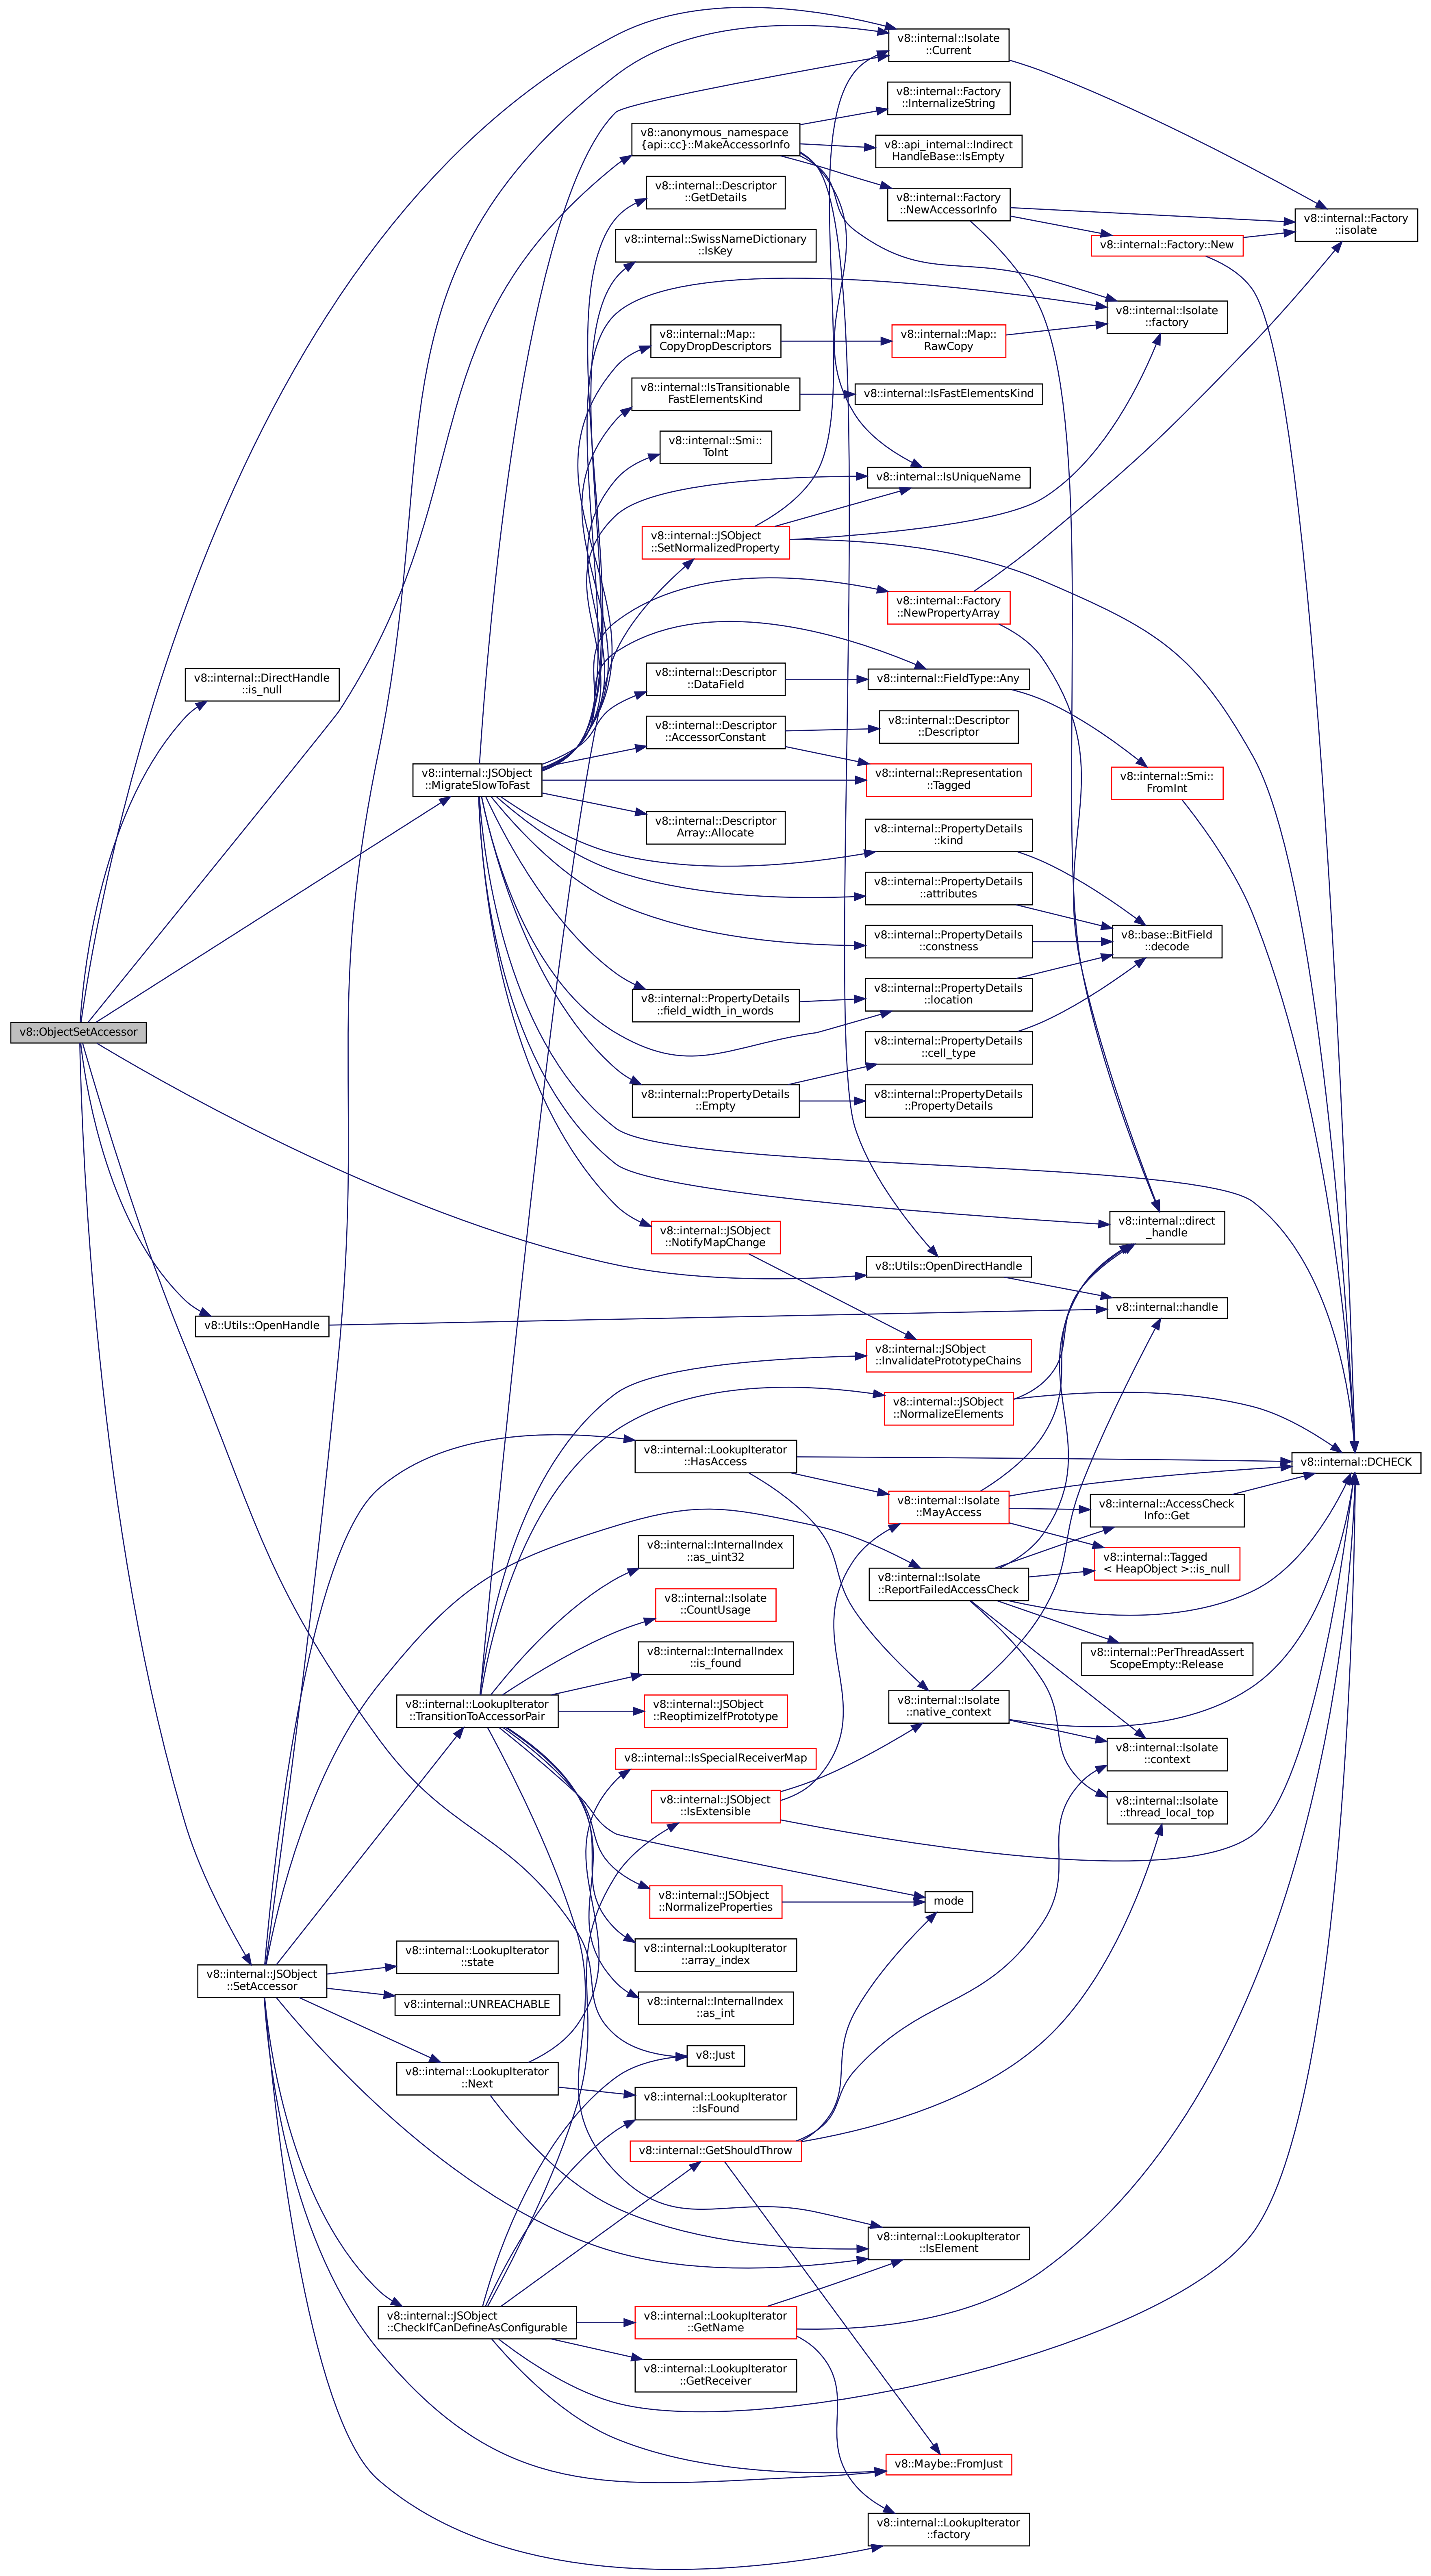 v8::internal::Isolate
::Current
v8::internal::Factory
::InternalizeString
v8::anonymous_namespace
{api::cc}::MakeAccessorInfo
v8::api_internal::Indirect
HandleBase::IsEmpty
v8::internal::Descriptor
::GetDetails
v8::internal::Factory
::NewAccessorInfo
v8::internal::Factory
::isolate
v8::internal::SwissNameDictionary
::IsKey
v8::internal::Factory::New
v8::internal::Isolate
::factory
v8::internal::Map::
CopyDropDescriptors
v8::internal::Map::
RawCopy
v8::internal::IsTransitionable
FastElementsKind
v8::internal::IsFastElementsKind
v8::internal::Smi::
ToInt
v8::internal::IsUniqueName
v8::internal::JSObject
::SetNormalizedProperty
v8::internal::Factory
::NewPropertyArray
v8::internal::DirectHandle
::is_null
v8::internal::Descriptor
::DataField
v8::internal::FieldType::Any
v8::internal::Descriptor
::AccessorConstant
v8::internal::Descriptor
::Descriptor
v8::internal::JSObject
::MigrateSlowToFast
v8::internal::Representation
::Tagged
v8::internal::Smi::
FromInt
v8::internal::Descriptor
Array::Allocate
v8::internal::PropertyDetails
::kind
v8::internal::PropertyDetails
::attributes
v8::internal::PropertyDetails
::constness
v8::base::BitField
::decode
v8::internal::PropertyDetails
::field_width_in_words
v8::internal::PropertyDetails
::location
v8::ObjectSetAccessor
v8::internal::PropertyDetails
::cell_type
v8::internal::PropertyDetails
::Empty
v8::internal::PropertyDetails
::PropertyDetails
v8::internal::direct
_handle
v8::internal::JSObject
::NotifyMapChange
v8::Utils::OpenDirectHandle
v8::internal::handle
v8::Utils::OpenHandle
v8::internal::JSObject
::InvalidatePrototypeChains
v8::internal::JSObject
::NormalizeElements
v8::internal::LookupIterator
::HasAccess
v8::internal::DCHECK
v8::internal::Isolate
::MayAccess
v8::internal::AccessCheck
Info::Get
v8::internal::InternalIndex
::as_uint32
v8::internal::Tagged
< HeapObject >::is_null
v8::internal::Isolate
::ReportFailedAccessCheck
v8::internal::Isolate
::CountUsage
v8::internal::InternalIndex
::is_found
v8::internal::PerThreadAssert
ScopeEmpty::Release
v8::internal::LookupIterator
::TransitionToAccessorPair
v8::internal::JSObject
::ReoptimizeIfPrototype
v8::internal::Isolate
::native_context
v8::internal::IsSpecialReceiverMap
v8::internal::Isolate
::context
v8::internal::JSObject
::IsExtensible
v8::internal::Isolate
::thread_local_top
v8::internal::JSObject
::NormalizeProperties
mode
v8::internal::LookupIterator
::array_index
v8::internal::LookupIterator
::state
v8::internal::JSObject
::SetAccessor
v8::internal::UNREACHABLE
v8::internal::InternalIndex
::as_int
v8::Just
v8::internal::LookupIterator
::Next
v8::internal::LookupIterator
::IsFound
v8::internal::GetShouldThrow
v8::internal::LookupIterator
::IsElement
v8::internal::JSObject
::CheckIfCanDefineAsConfigurable
v8::internal::LookupIterator
::GetName
v8::internal::LookupIterator
::GetReceiver
v8::Maybe::FromJust
v8::internal::LookupIterator
::factory